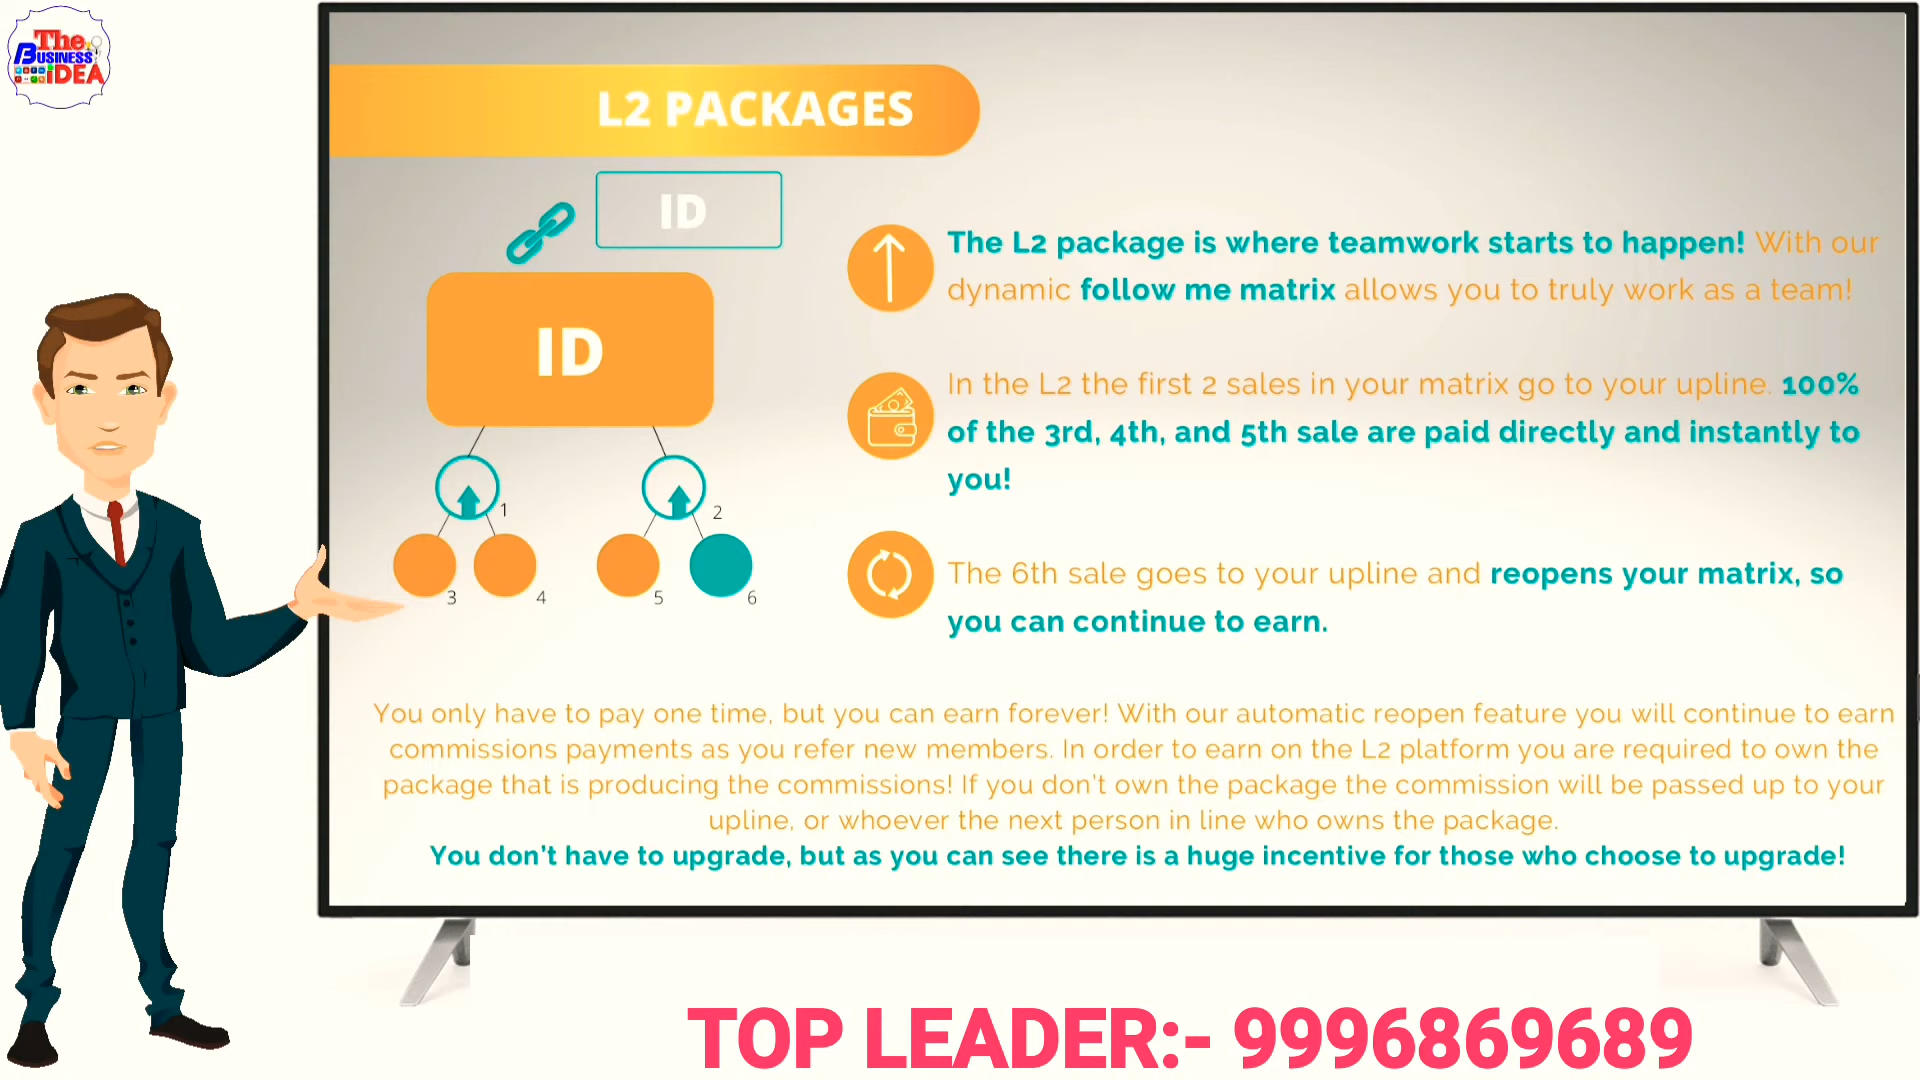 The
BUSINESS
iDEA
L2 PACKAGES
ID
ID
1
2
3
4
5
6
The L2 package is where teamwork starts to happen! With our
dynamic follow me matrix allows you to truly work as a team!
In the L2 the first 2 sales in your matrix go to your upline. 100%
of the 3rd, 4th, and 5th sale are paid directly and instantly to
you!
The 6th sale goes to your upline and reopens your matrix, so
you can continue to earn.
You only have to pay one time, but you can earn forever! With our automatic reopen feature you will continue to earn
commissions payments as you refer new members. In order to earn on the L2 platform you are required to own the
package that is producing the commissions! If you don't own the package the commission will be passed up to your
upline, or whoever the next person in line who owns the package.
You don't have to upgrade, but as you can see there is a huge incentive for those who choose to upgrade!
TOP LEADER:- 9996869689